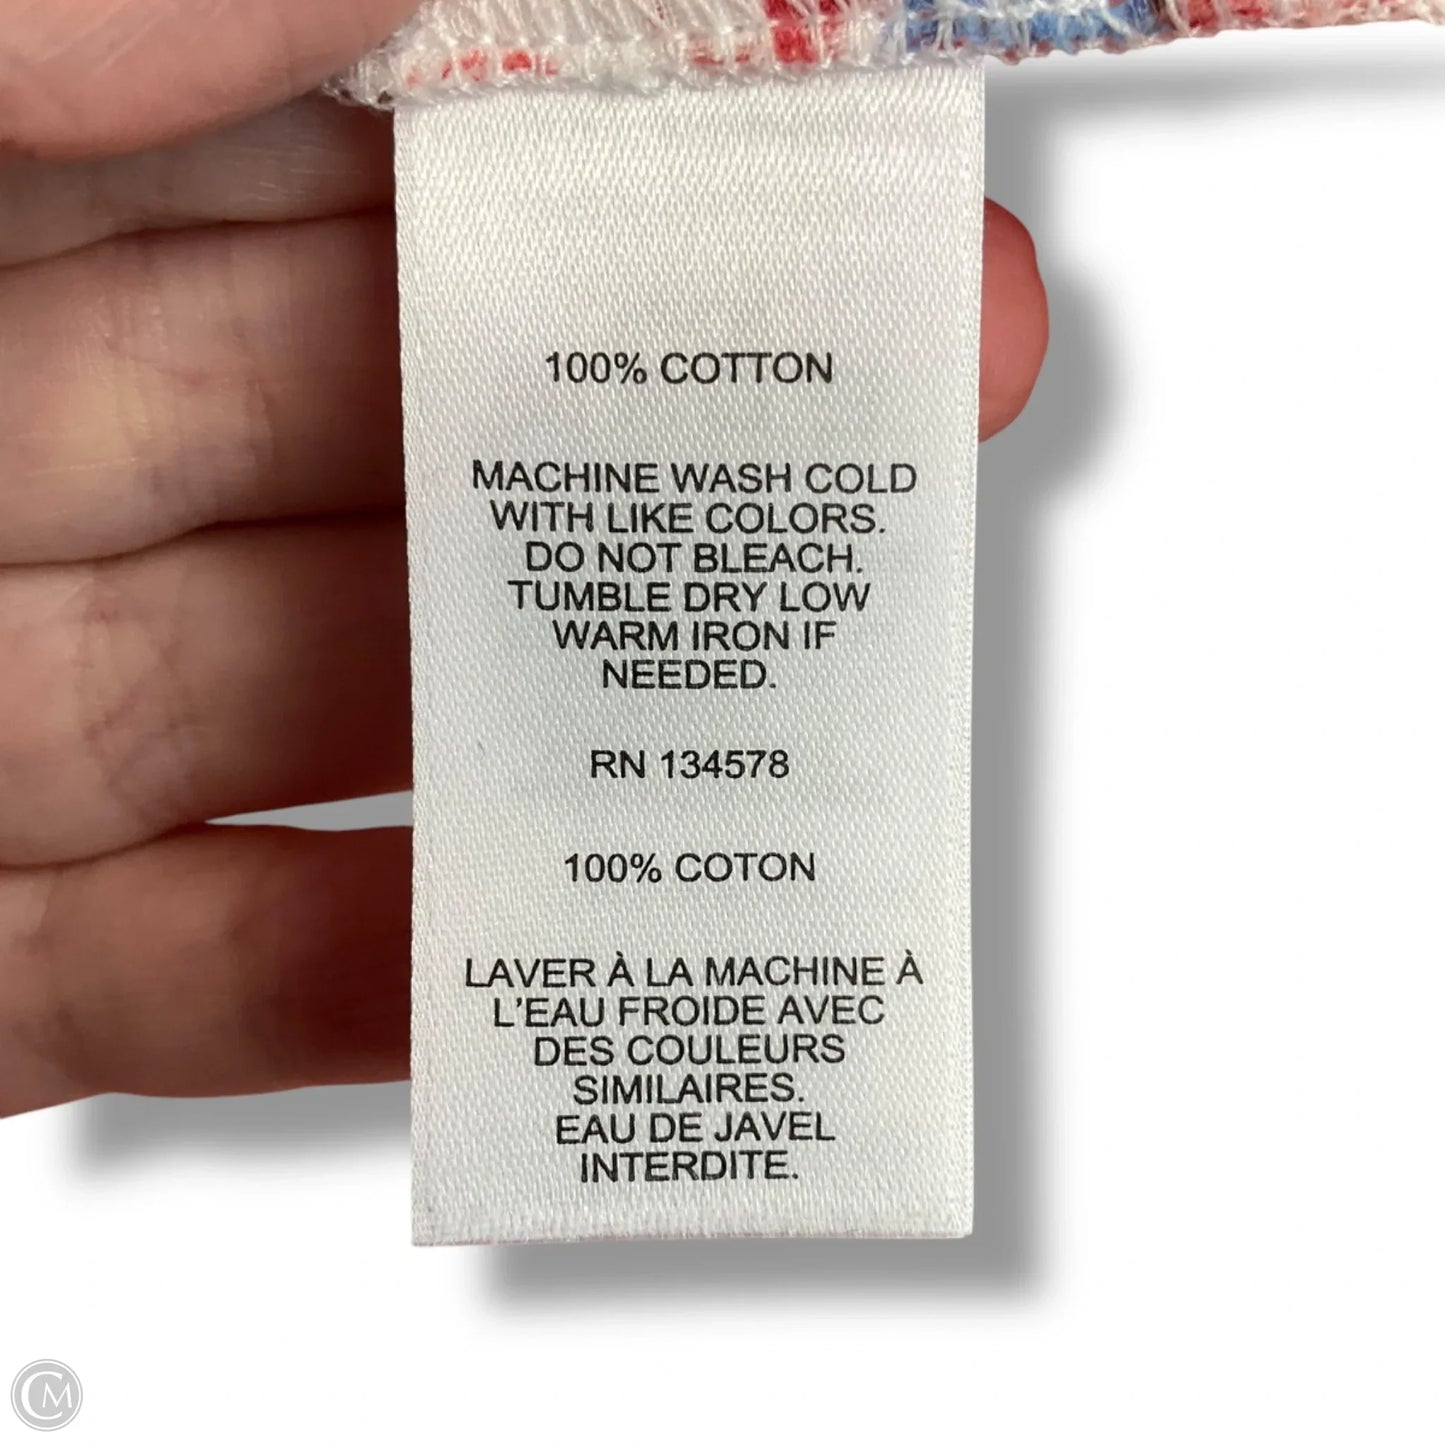 100% COTTON
MACHINE WASH COLD
WITH LIKE COLORS.
DO NOT BLEACH.
TUMBLE DRY LOW
WARM IRON IF
NEEDED.
RN 134578
100% COTON
LAVER À LA MACHINE À
L'EAU FROIDE AVEC
DES COULEURS
SIMILAIRES.
EAU DE JAVEL
INTERDITE.
CM